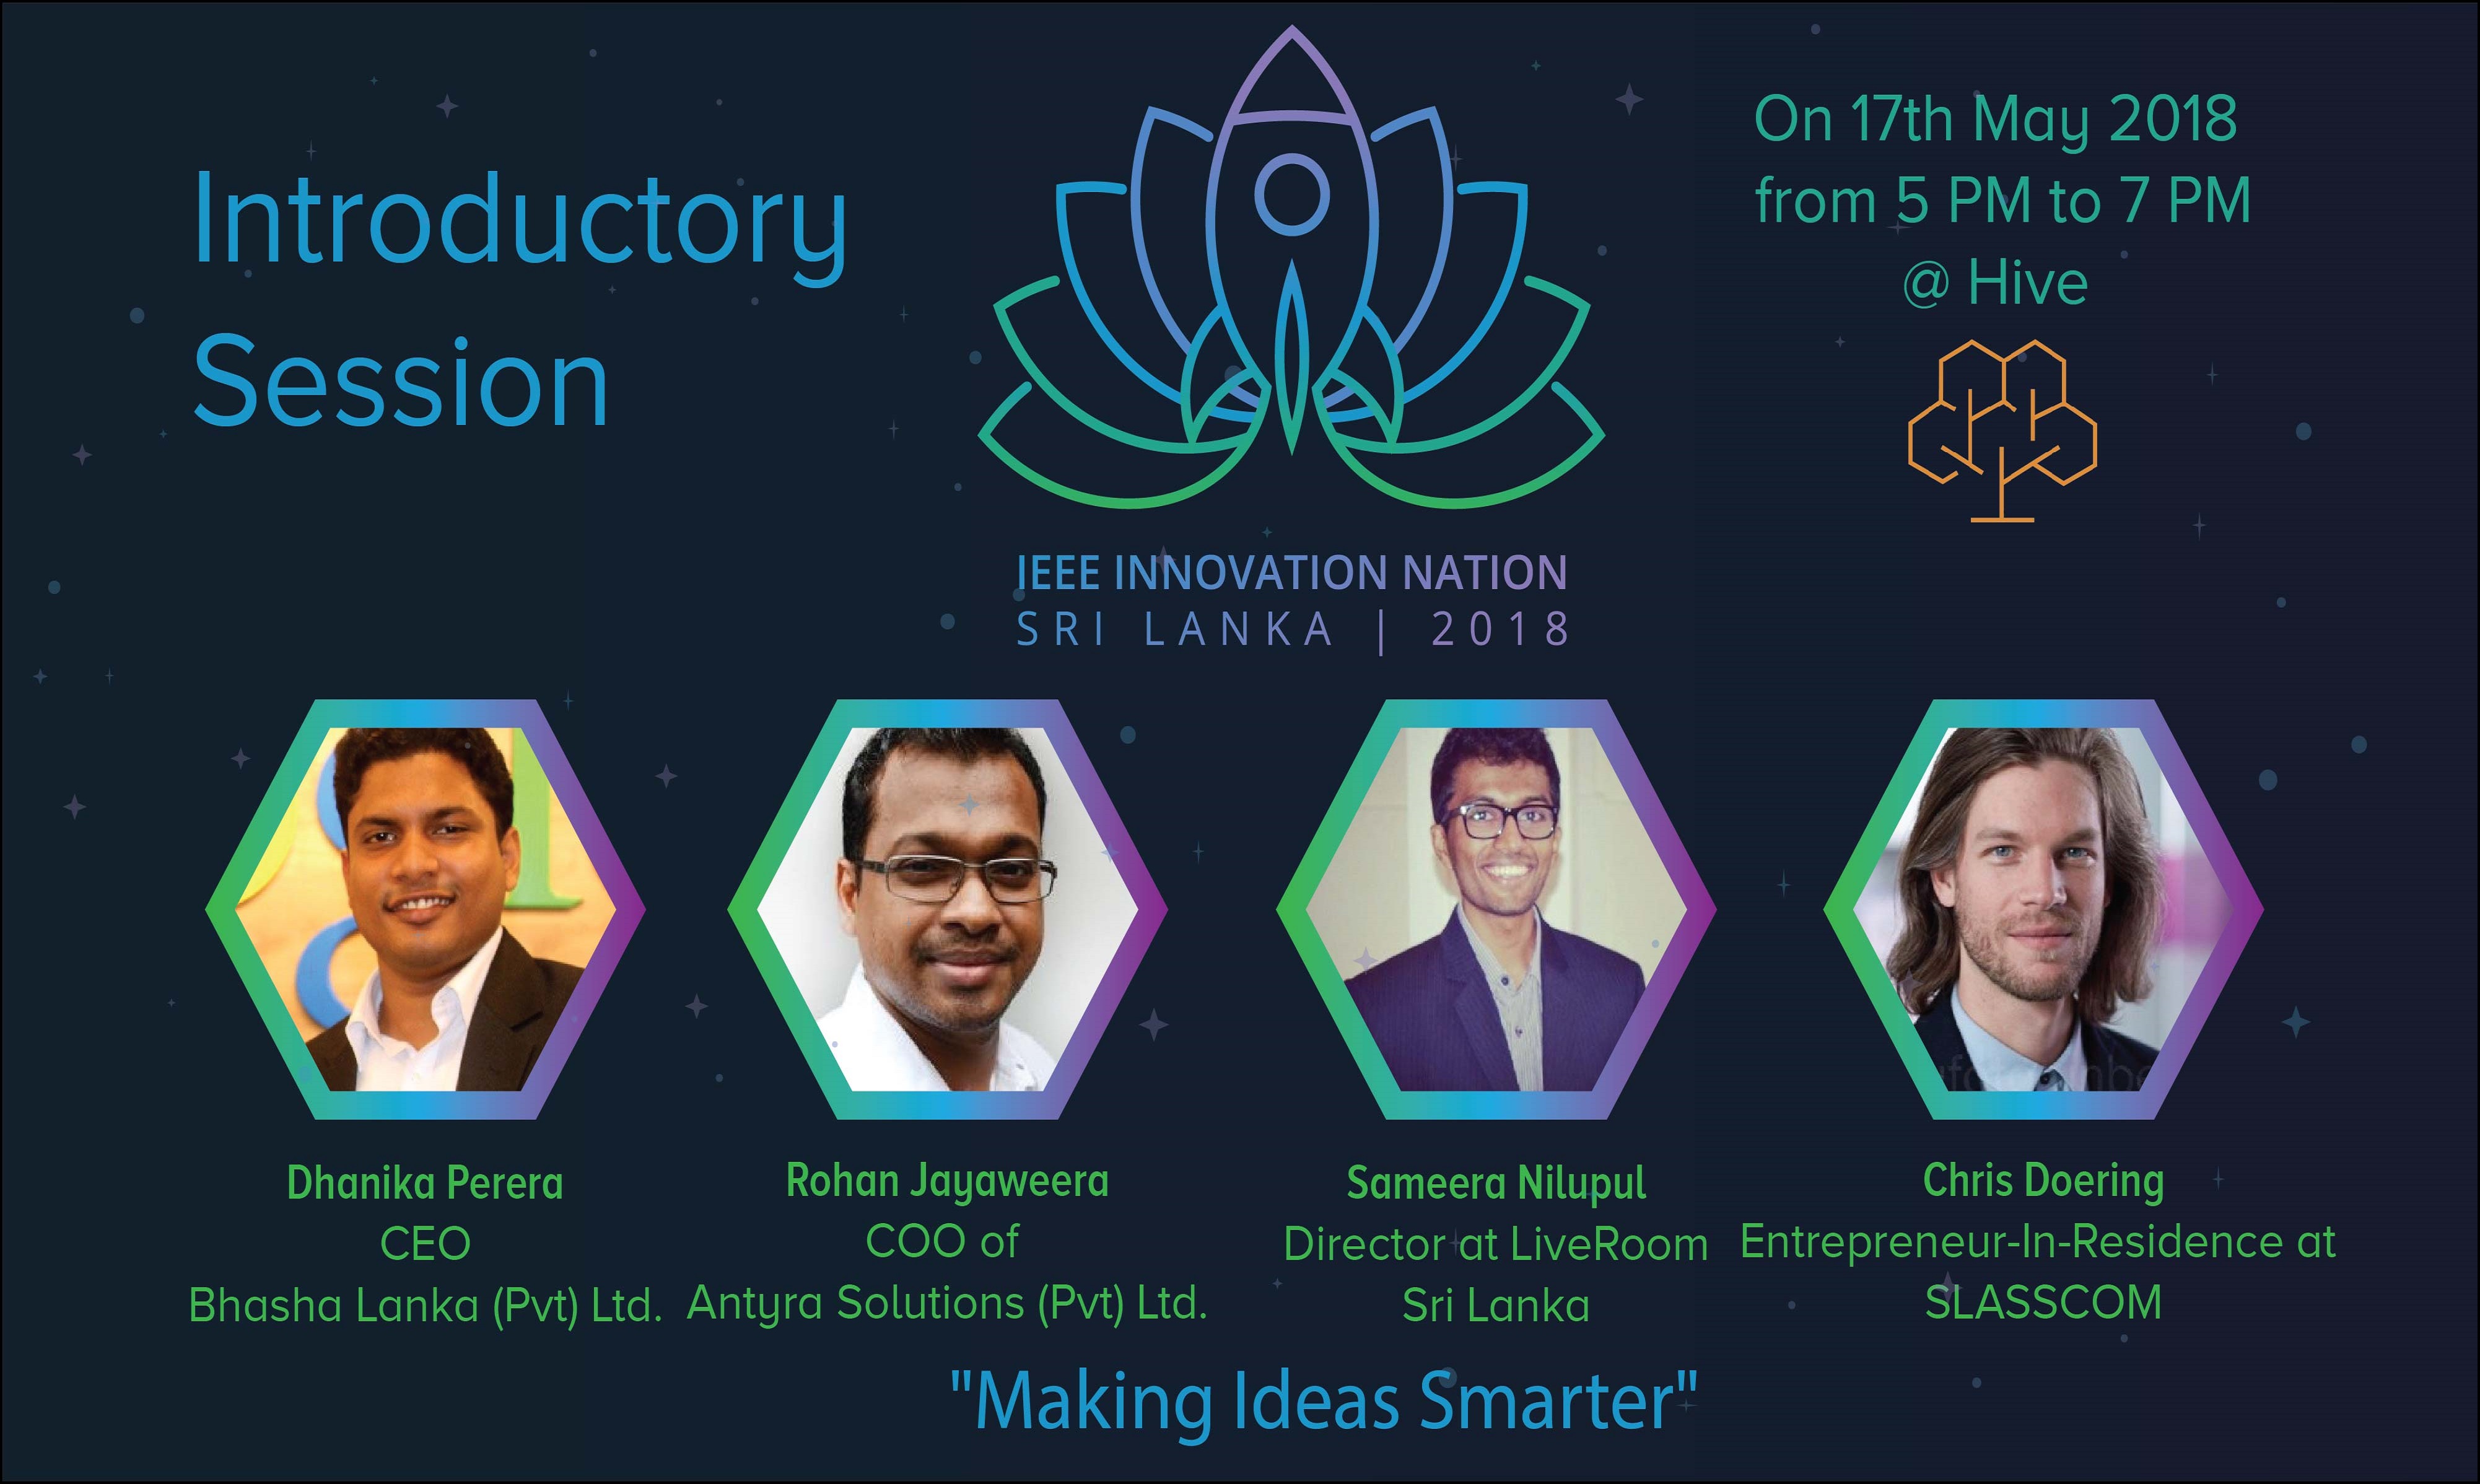 Introductory
Session
On 17th May 2018
from 5 PM to 7 PM
@ Hive
IEEE INNOVATION NATION
SRI LANKA | 2018
Dhanika Perera
CEO
Bhasha Lanka (Pvt) Ltd.
Rohan Jayaweera
COO of
Antyra Solutions (Pvt) Ltd.
Sameera Nilupul
Director at LiveRoom
Sri Lanka
Chris Doering
Entrepreneur-In-Residence at
SLASSCOM
"Making Ideas Smarter"